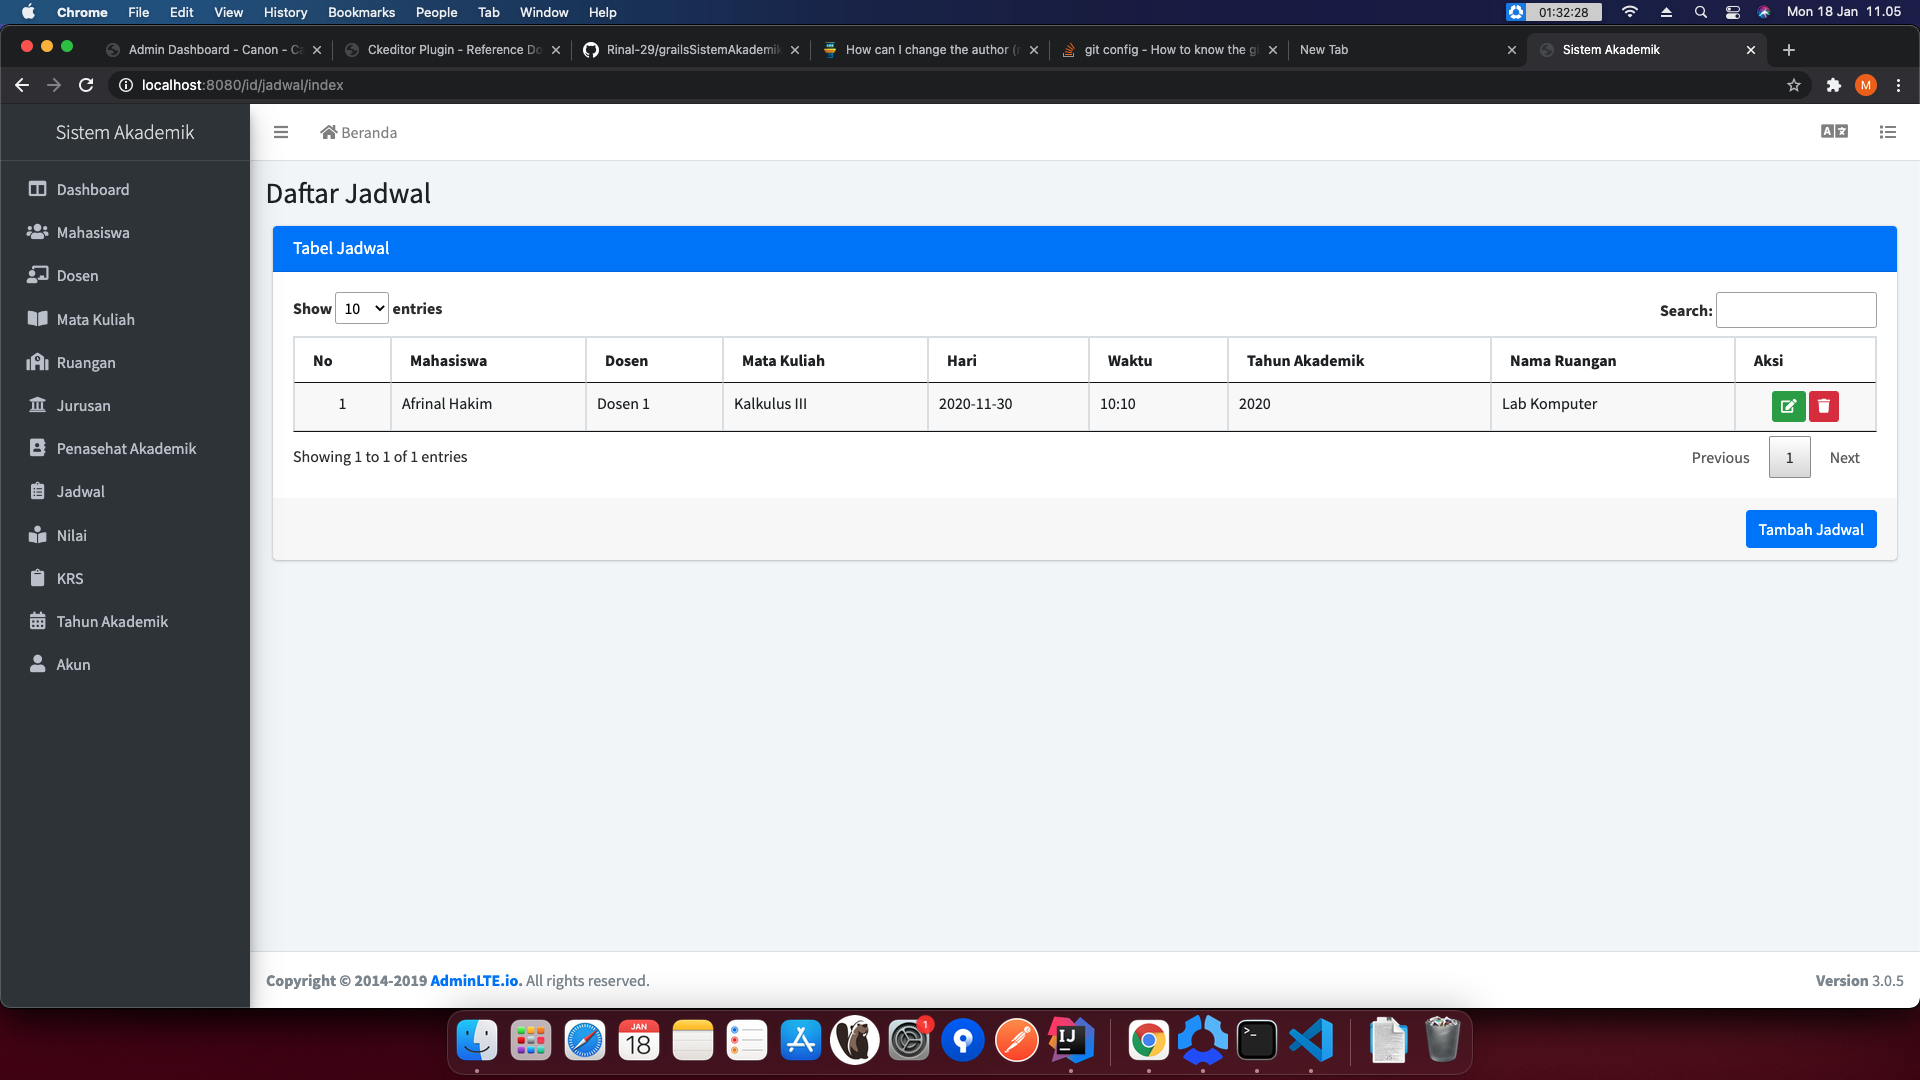 Chrome File Edit View History Bookmarks People Tab Window Help 01:32:28 Mon 18 Jan 11.05
Admin Dashboard - Canon - Ca Ckeditor Plugin - Reference Do Rinal-29/grailsSistemAkademik How can I change the author ( git config - How to know the g New Tab Sistem Akademik
localhost:8080/id/jadwal/index M
Sistem Akademik
Beranda
Dashboard
Mahasiswa
Dosen
Mata Kuliah
Ruangan
Jurusan
Penasehat Akademik
Jadwal
Nilai
KRS
Tahun Akademik
Akun
Daftar Jadwal
Tabel Jadwal
Show 10 entries Search:
No Mahasiswa Dosen Mata Kuliah Hari Waktu Tahun Akademik Nama Ruangan Aksi
1 Afrinal Hakim Dosen 1 Kalkulus III 2020-11-30 10:10 2020 Lab Komputer
Showing 1 to 1 of 1 entries Previous 1 Next
Tambah Jadwal
Copyright © 2014-2019 AdminLTE.io. All rights reserved. Version 3.0.5
JAN
18
1
IJ